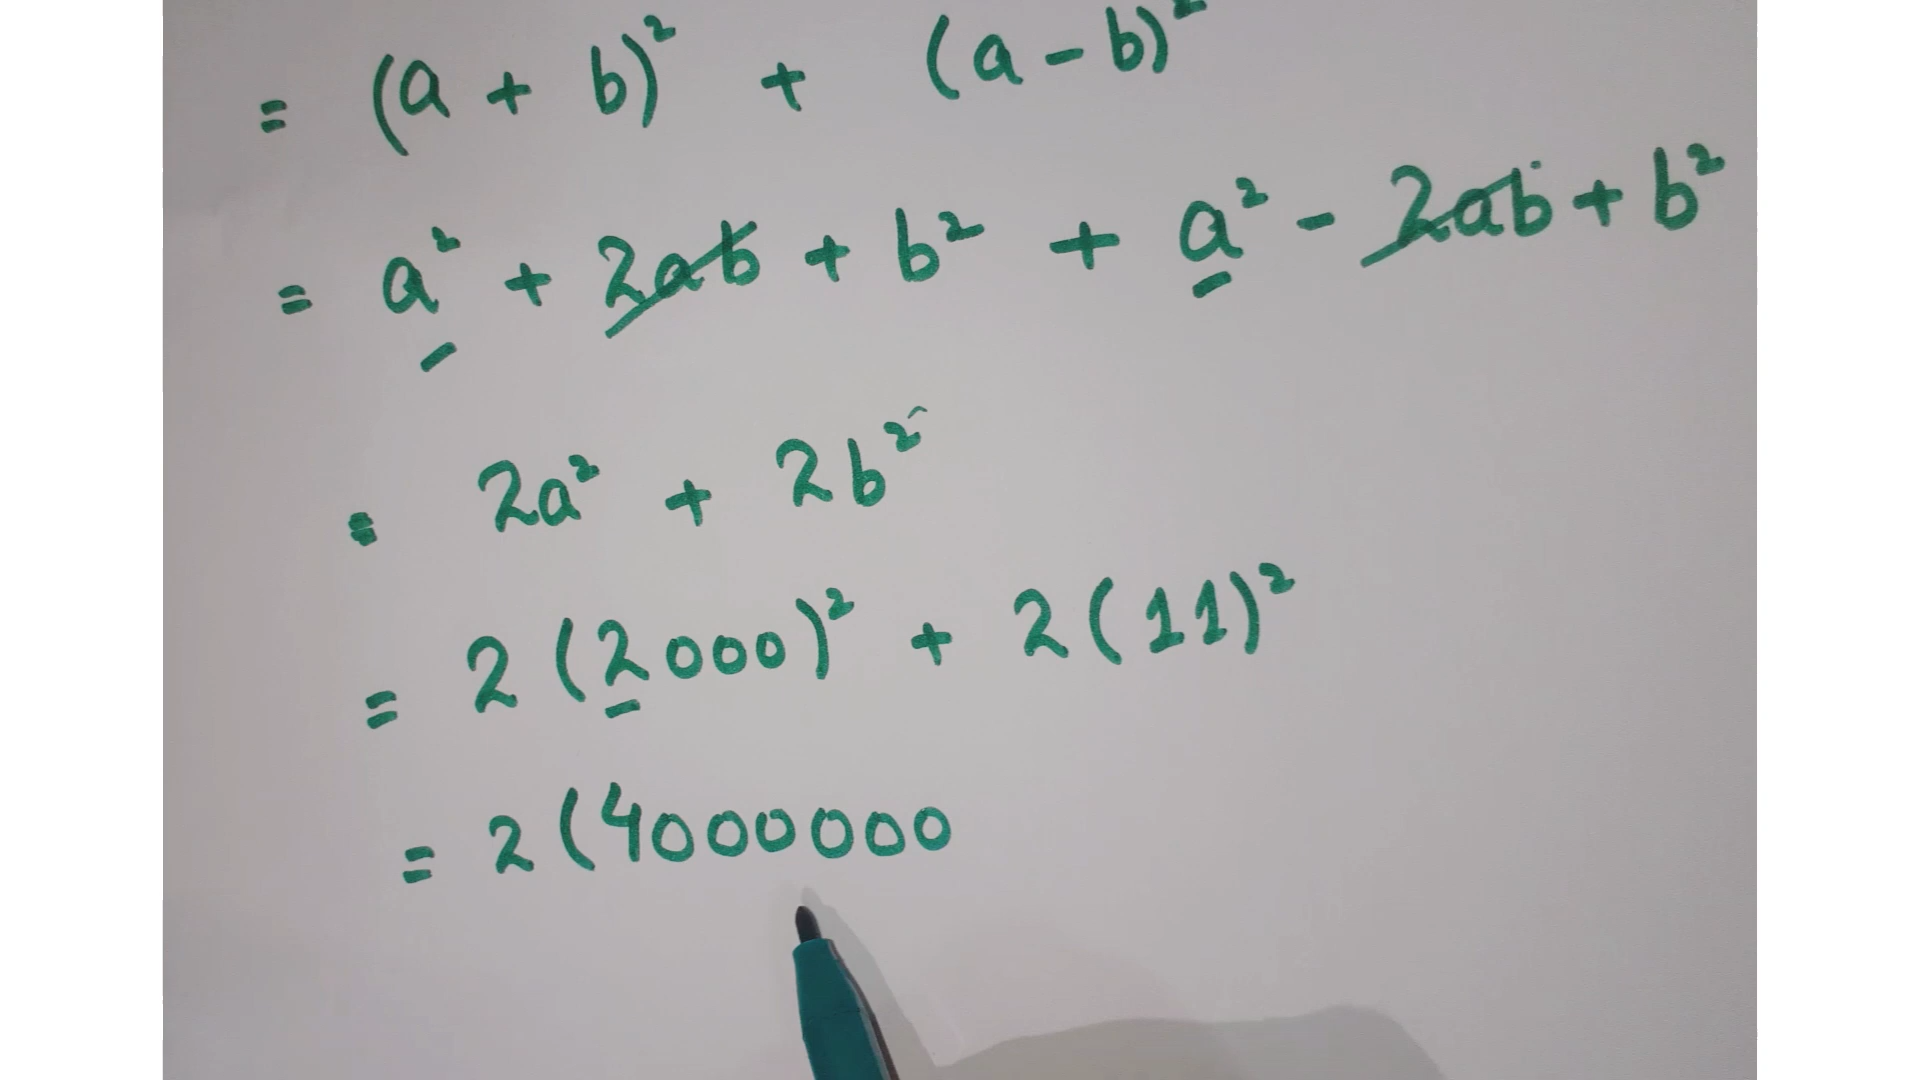 = (a + b)² + (a - b)²
= a² + 2ab + b² + a² - 2ab + b²
= 2a² + 2b²
= 2(2000)² + 2(11)²
= 2(4000000